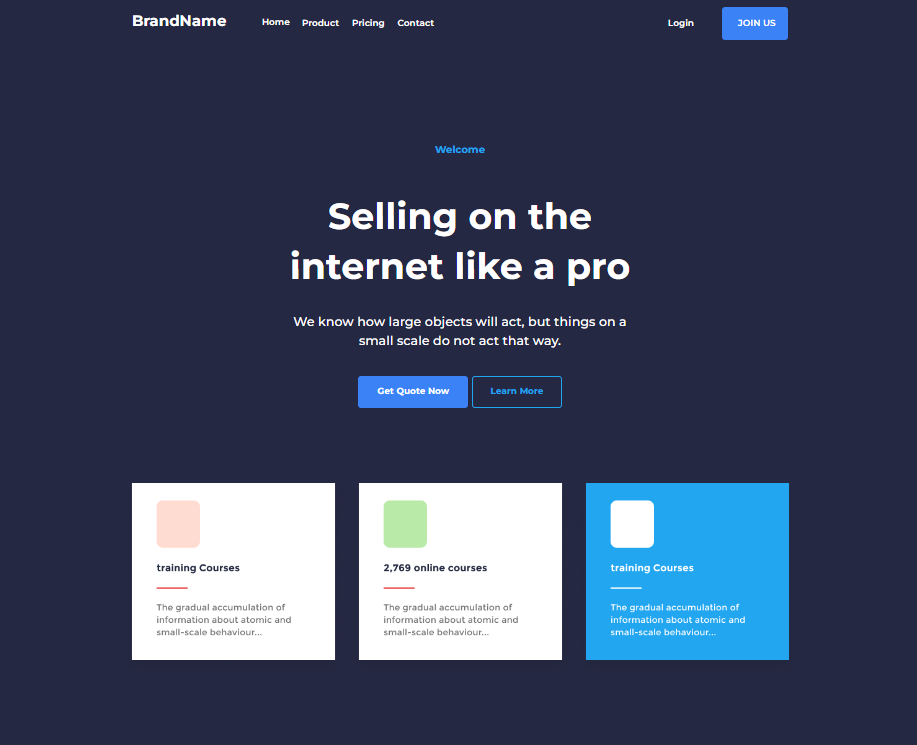 BrandName
Home
Product
Pricing
Contact
Login
JOIN US
Welcome
Selling on the
internet like a pro
We know how large objects will act, but things on a
small scale do not act that way.
Get Quote Now
Learn More
training Courses
The gradual accumulation of
information about atomic and
small-scale behaviour...
2,769 online courses
The gradual accumulation of
information about atomic and
small-scale behaviour...
training Courses
The gradual accumulation of
information about atomic and
small-scale behaviour...